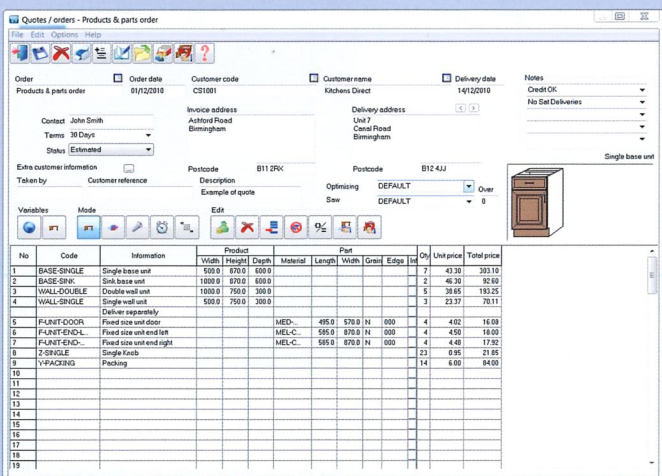 Quotes / orders - Products & parts order
File Edit Options Help
Order Order date Customer code Customer name Delivery date Notes
Products & parts order 01/12/2010 CS1001 Kitchens Direct 14/12/2010 Credit OK
No Sat Deliveries
Invoice address Delivery address
Contact John Smith Ashford Road Unit 7
Birmingham Canal Road
Terms 30 Days Birmingham
Status Estimated
Single base unit
Extra customer information ... Postcode B11 2RX Postcode B12 4JJ
Taken by Customer reference Description Optimising DEFAULT Over
Example of quote Saw DEFAULT 0
Variables Mode Edit
No Code Information Product Part Qty Unit price Total price
Width Height Depth Material Length Width Grain Edge Inf
1 BASE-SINGLE Single base unit 500.0 870.0 600.0 7 43.30 303.10
2 BASE-SINK Sink base unit 1000.0 870.0 600.0 2 46.30 92.60
3 WALL-DOUBLE Double wall unit 1000.0 750.0 300.0 5 38.65 193.25
4 WALL-SINGLE Single wall unit 500.0 750.0 300.0 3 23.37 70.11
Deliver separately
5 F-UNIT-DOOR Fixed size unit door MED-... 495.0 570.0 N 000 4 4.02 16.08
6 F-UNIT-END-L... Fixed size unit end left MEL-C... 585.0 870.0 N 000 4 4.50 18.00
7 F-UNIT-END-... Fixed size unit end right MEL-C... 585.0 870.0 N 000 4 4.48 17.92
8 Z-SINGLE Single Knob 23 0.95 21.85
9 Y-PACKING Packing 14 6.00 84.00
10
11
12
13
14
15
16
17
18
19